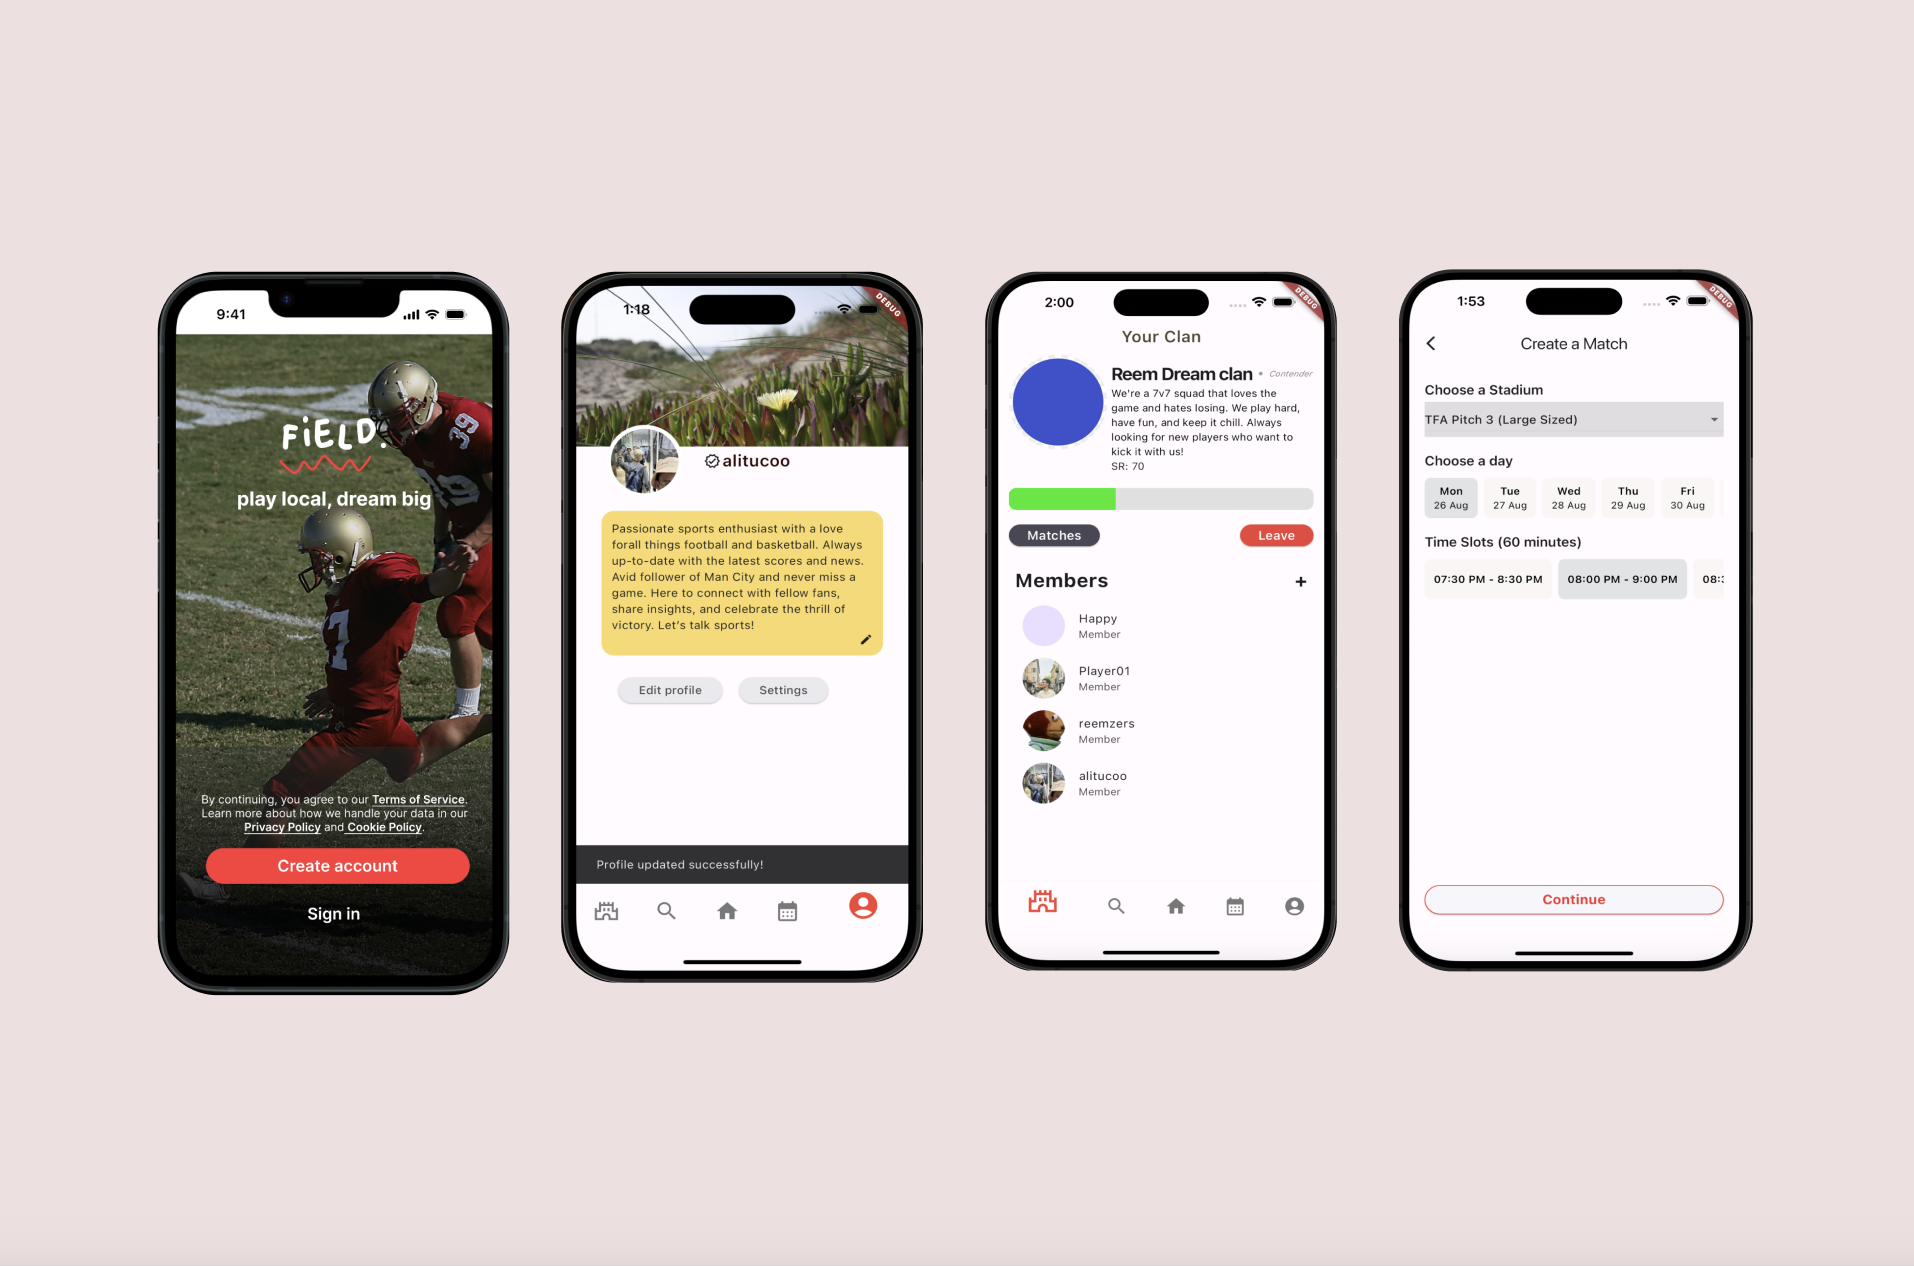 9:41
FiELD.
39
play local, dream big
17
By continuing, you agree to our Terms of Service.
Learn more about how we handle your data in our
Privacy Policy and Cookie Policy.
Create account
Sign in
1:18
DEBUG
alitucoo
Passionate sports enthusiast with a love
forall things football and basketball. Always
up-to-date with the latest scores and news.
Avid follower of Man City and never miss a
game. Here to connect with fellow fans,
share insights, and celebrate the thrill of
victory. Let's talk sports!
Edit profile
Settings
Profile updated successfully!
2:00
DEBUG
Your Clan
Reem Dream clan • Contender
We're a 7v7 squad that loves the
game and hates losing. We play hard,
have fun, and keep it chill. Always
looking for new players who want to
kick it with us!
SR: 70
Matches
Leave
Members
+
Happy
Member
Player01
Member
reemzers
Member
alitucoo
Member
1:53
DEBUG
Create a Match
Choose a Stadium
TFA Pitch 3 (Large Sized)
Choose a day
Mon
26 Aug
Tue
27 Aug
Wed
28 Aug
Thu
29 Aug
Fri
30 Aug
Time Slots (60 minutes)
07:30 PM - 8:30 PM
08:00 PM - 9:00 PM
Continue